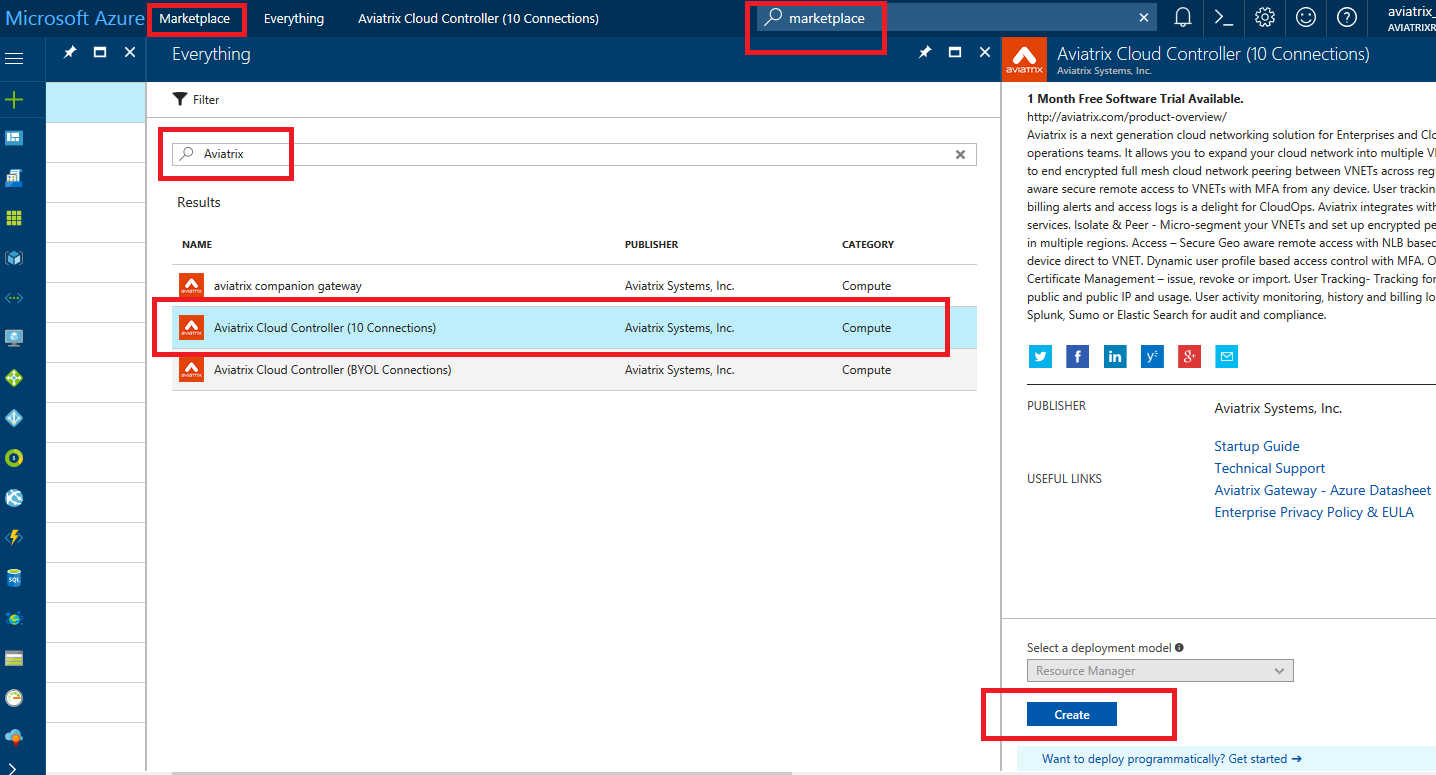 Microsoft Azure
Marketplace
Everything
Aviatrix Cloud Controller (10 Connections)
marketplace
aviatrix_
AVIATRIXR
Everything
Filter
Aviatrix
Results
NAME PUBLISHER CATEGORY
aviatrix companion gateway Aviatrix Systems, Inc. Compute
Aviatrix Cloud Controller (10 Connections) Aviatrix Systems, Inc. Compute
Aviatrix Cloud Controller (BYOL Connections) Aviatrix Systems, Inc. Compute
Aviatrix Cloud Controller (10 Connections)
Aviatrix Systems, Inc.
1 Month Free Software Trial Available.
http://aviatrix.com/product-overview/
Aviatrix is a next generation cloud networking solution for Enterprises and Clo
operations teams. It allows you to expand your cloud network into multiple VI
to end encrypted full mesh cloud network peering between VNETs across reg
aware secure remote access to VNETs with MFA from any device. User trackin
billing alerts and access logs is a delight for CloudOps. Aviatrix integrates with
services. Isolate & Peer - Micro-segment your VNETs and set up encrypted pe
in multiple regions. Access – Secure Geo aware remote access with NLB based
device direct to VNET. Dynamic user profile based access control with MFA. O
Certificate Management – issue, revoke or import. User Tracking- Tracking for
public and public IP and usage. User activity monitoring, history and billing lo
Splunk, Sumo or Elastic Search for audit and compliance.
PUBLISHER Aviatrix Systems, Inc.
USEFUL LINKS
Startup Guide
Technical Support
Aviatrix Gateway - Azure Datasheet
Enterprise Privacy Policy & EULA
Select a deployment model
Resource Manager
Create
Want to deploy programmatically? Get started